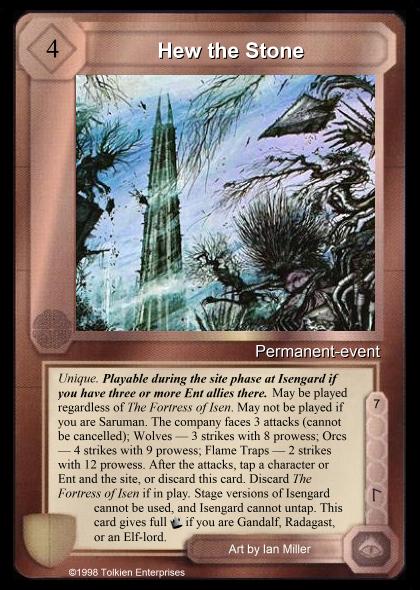 4
Hew the Stone
Permanent-event
Unique. Playable during the site phase at Isengard if
you have three or more Ent allies there. May be played
regardless of The Fortress of Isen. May not be played if
you are Saruman. The company faces 3 attacks (cannot
be cancelled); Wolves — 3 strikes with 8 prowess; Orcs
— 4 strikes with 9 prowess; Flame Traps — 2 strikes
with 12 prowess. After the attacks, tap a character or
Ent and the site, or discard this card. Discard The
Fortress of Isen if in play. Stage versions of Isengard
cannot be used, and Isengard cannot untap. This
card gives full if you are Gandalf, Radagast,
or an Elf-lord.
7
Art by Ian Miller
©1998 Tolkien Enterprises